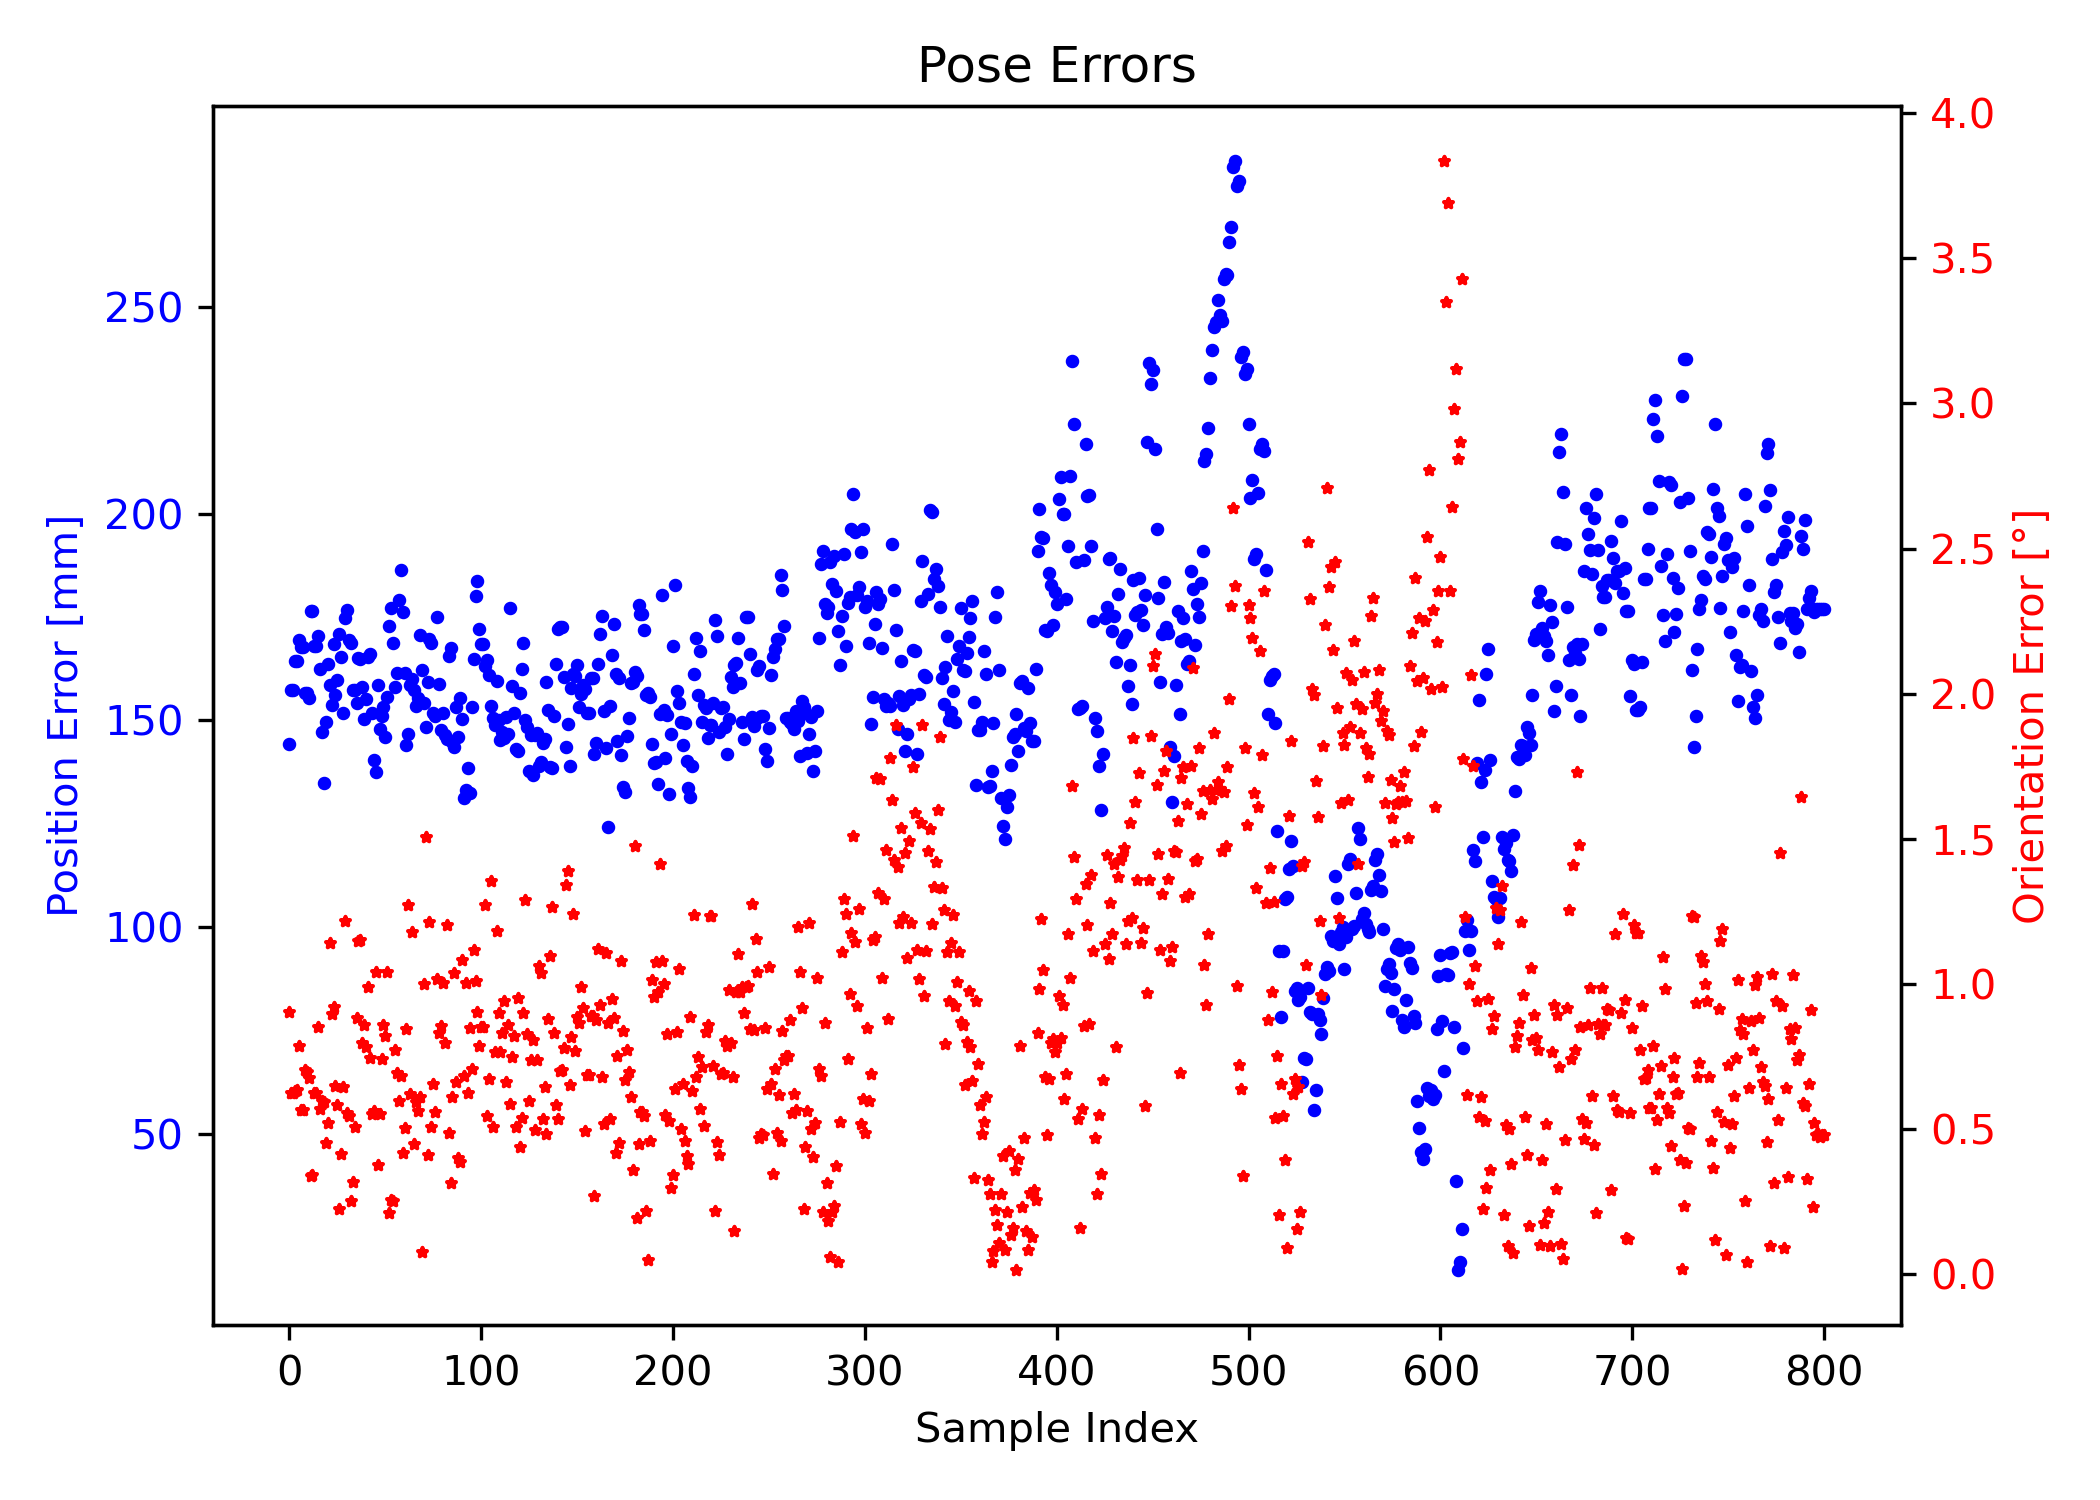 Pose Errors
Position Error [mm]
250
200
150
100
50
4.0
3.5
3.0
2.5
2.0
1.5
1.0
0.5
0.0
Orientation Error [°]
0 100 200 300 400 500 600 700 800
Sample Index